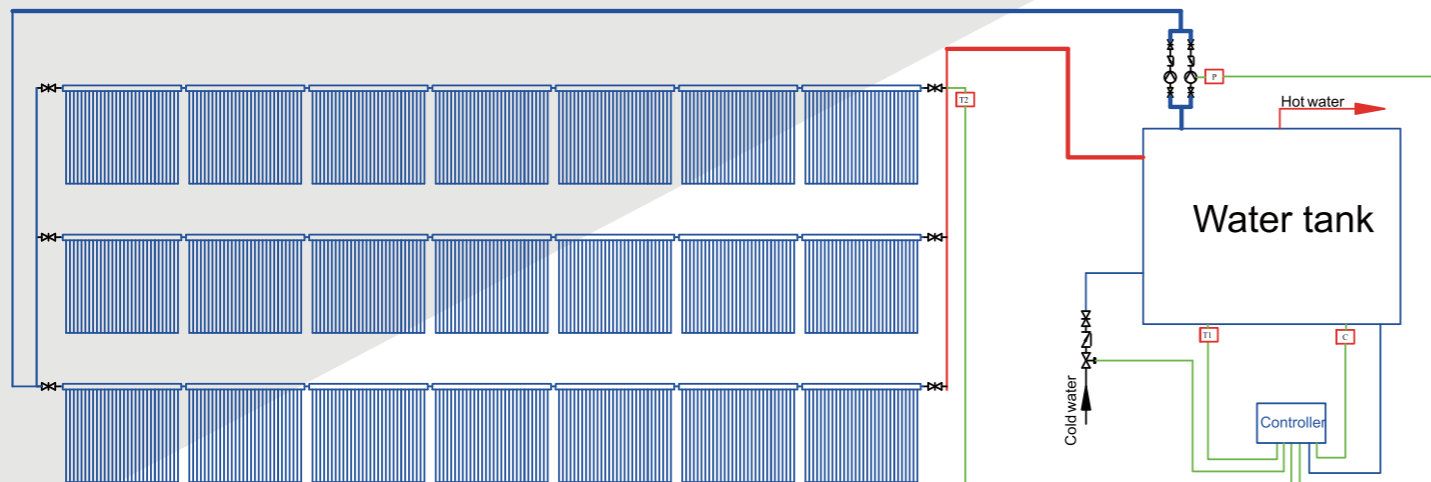 P
T2
Hot water
Water tank
T1
C
Cold water
Controller